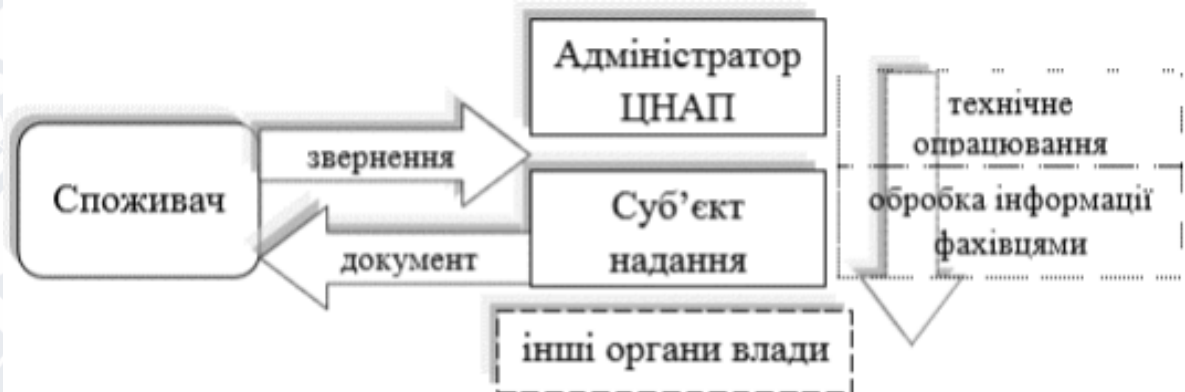 Адміністратор
ЦНАП
технічне
опрацювання
звернення
Споживач
Суб’єкт
надання
обробка інформації
фахівцями
документ
інші органи влади